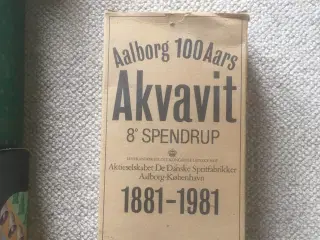 Aalborg 100 Aars
Akvavit
8° SPENDRUP
Aktieselskabet De Danske Spritfabrikker
Aalborg-København
1881-1981